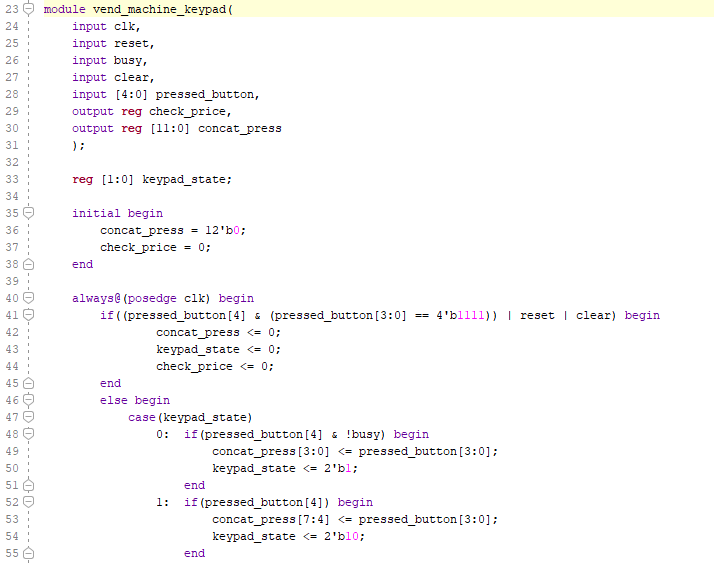 23 module vend_machine_keypad(
24     input clk,
25     input reset,
26     input busy,
27     input clear,
28     input [4:0] pressed_button,
29     output reg check_price,
30     output reg [11:0] concat_press
31     );
32
33     reg [1:0] keypad_state;
34
35     initial begin
36         concat_press = 12'b0;
37         check_price = 0;
38     end
39
40     always@(posedge clk) begin
41         if((pressed_button[4] & (pressed_button[3:0] == 4'b1111)) | reset | clear) begin
42                 concat_press <= 0;
43                 keypad_state <= 0;
44                 check_price <= 0;
45         end
46         else begin
47             case(keypad_state)
48                 0:  if(pressed_button[4] & !busy) begin
49                         concat_press[3:0] <= pressed_button[3:0];
50                         keypad_state <= 2'b1;
51                     end
52                 1:  if(pressed_button[4]) begin
53                         concat_press[7:4] <= pressed_button[3:0];
54                         keypad_state <= 2'b10;
55                     end